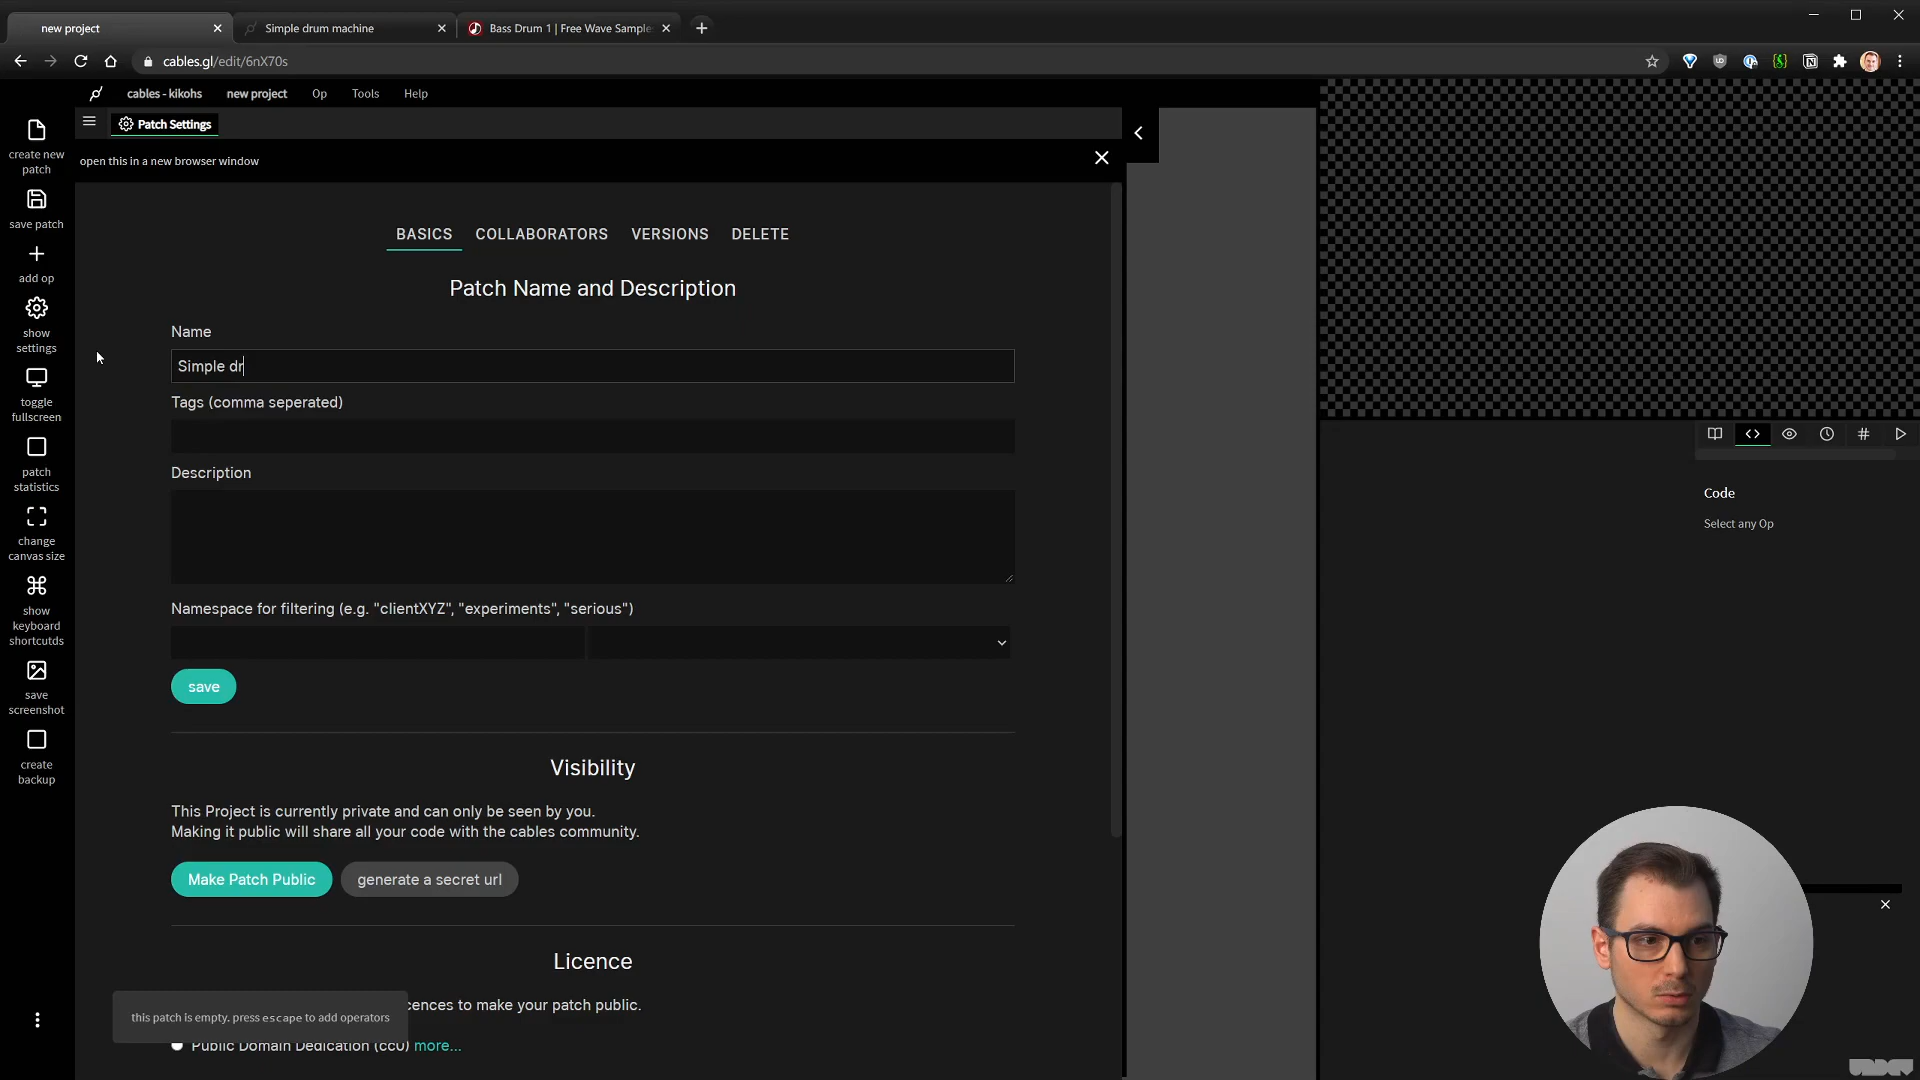 new project
Simple drum machine
Bass Drum 1 | Free Wave Sample
cables.gl/edit/6nX70s
cables - kikohs
new project
Op
Tools
Help
Patch Settings
open this in a new browser window
create new
patch
save patch
add op
show
settings
toggle
fullscreen
patch
statistics
change
canvas size
show
keyboard
shortcutds
save
screenshot
create
backup
BASICS
COLLABORATORS
VERSIONS
DELETE
Patch Name and Description
Name
Simple dr
Tags (comma seperated)
Description
Namespace for filtering (e.g. "clientXYZ", "experiments", "serious")
save
Visibility
This Project is currently private and can only be seen by you.
Making it public will share all your code with the cables community.
Make Patch Public
generate a secret url
Licence
cences to make your patch public.
this patch is empty. press escape to add operators
Public Domain Dedication (cc0) more...
Code
Select any Op